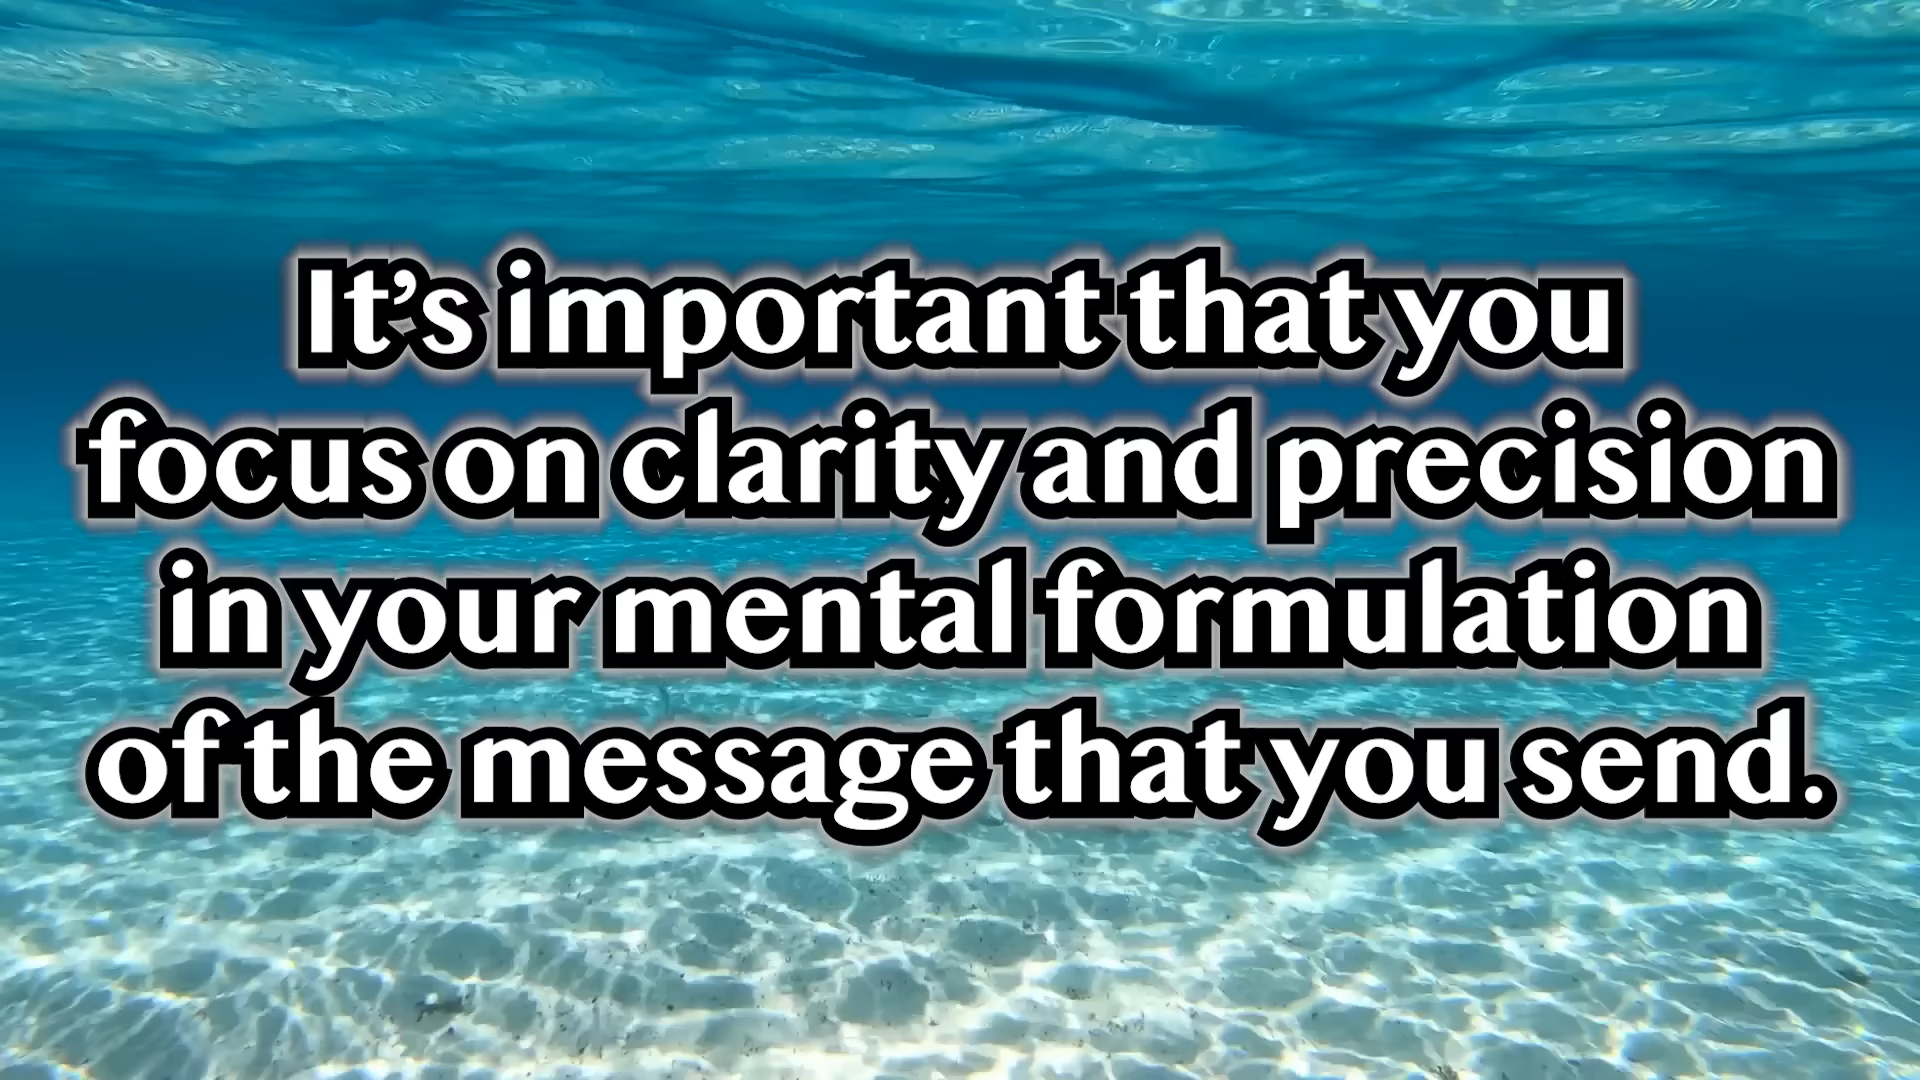 It’s important that you
focus on clarity and precision
in your mental formulation
of the message that you send.